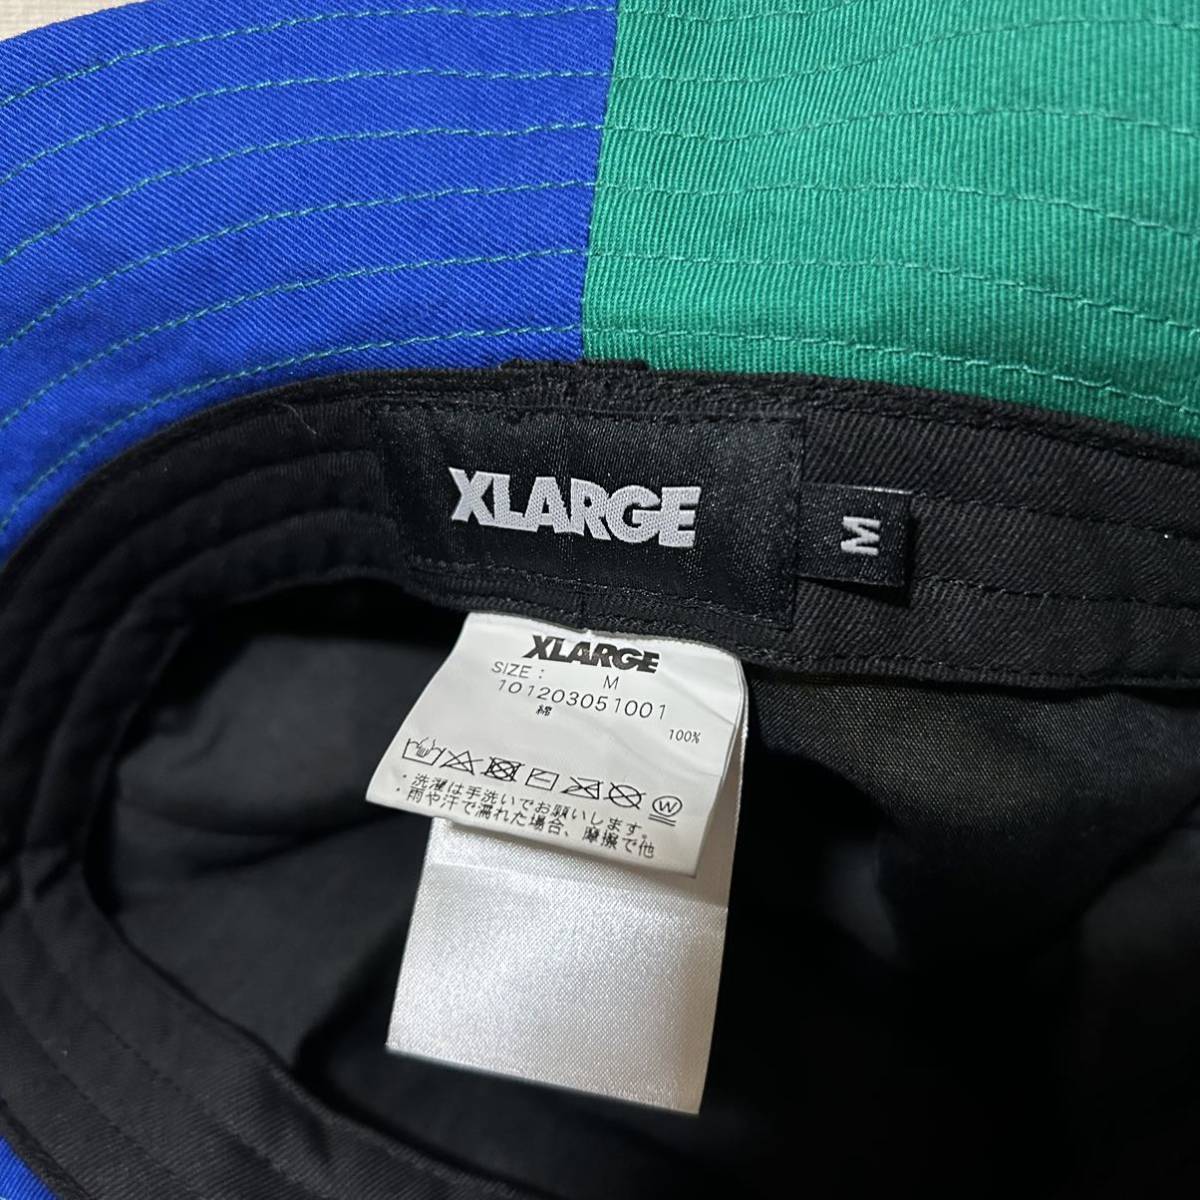 XLARGE
M
XLARGE
SIZE: M
101203051001
綿 100%
W
・洗濯は手洗いでお願いします。
・雨や汗で濡れた場合、摩擦で他